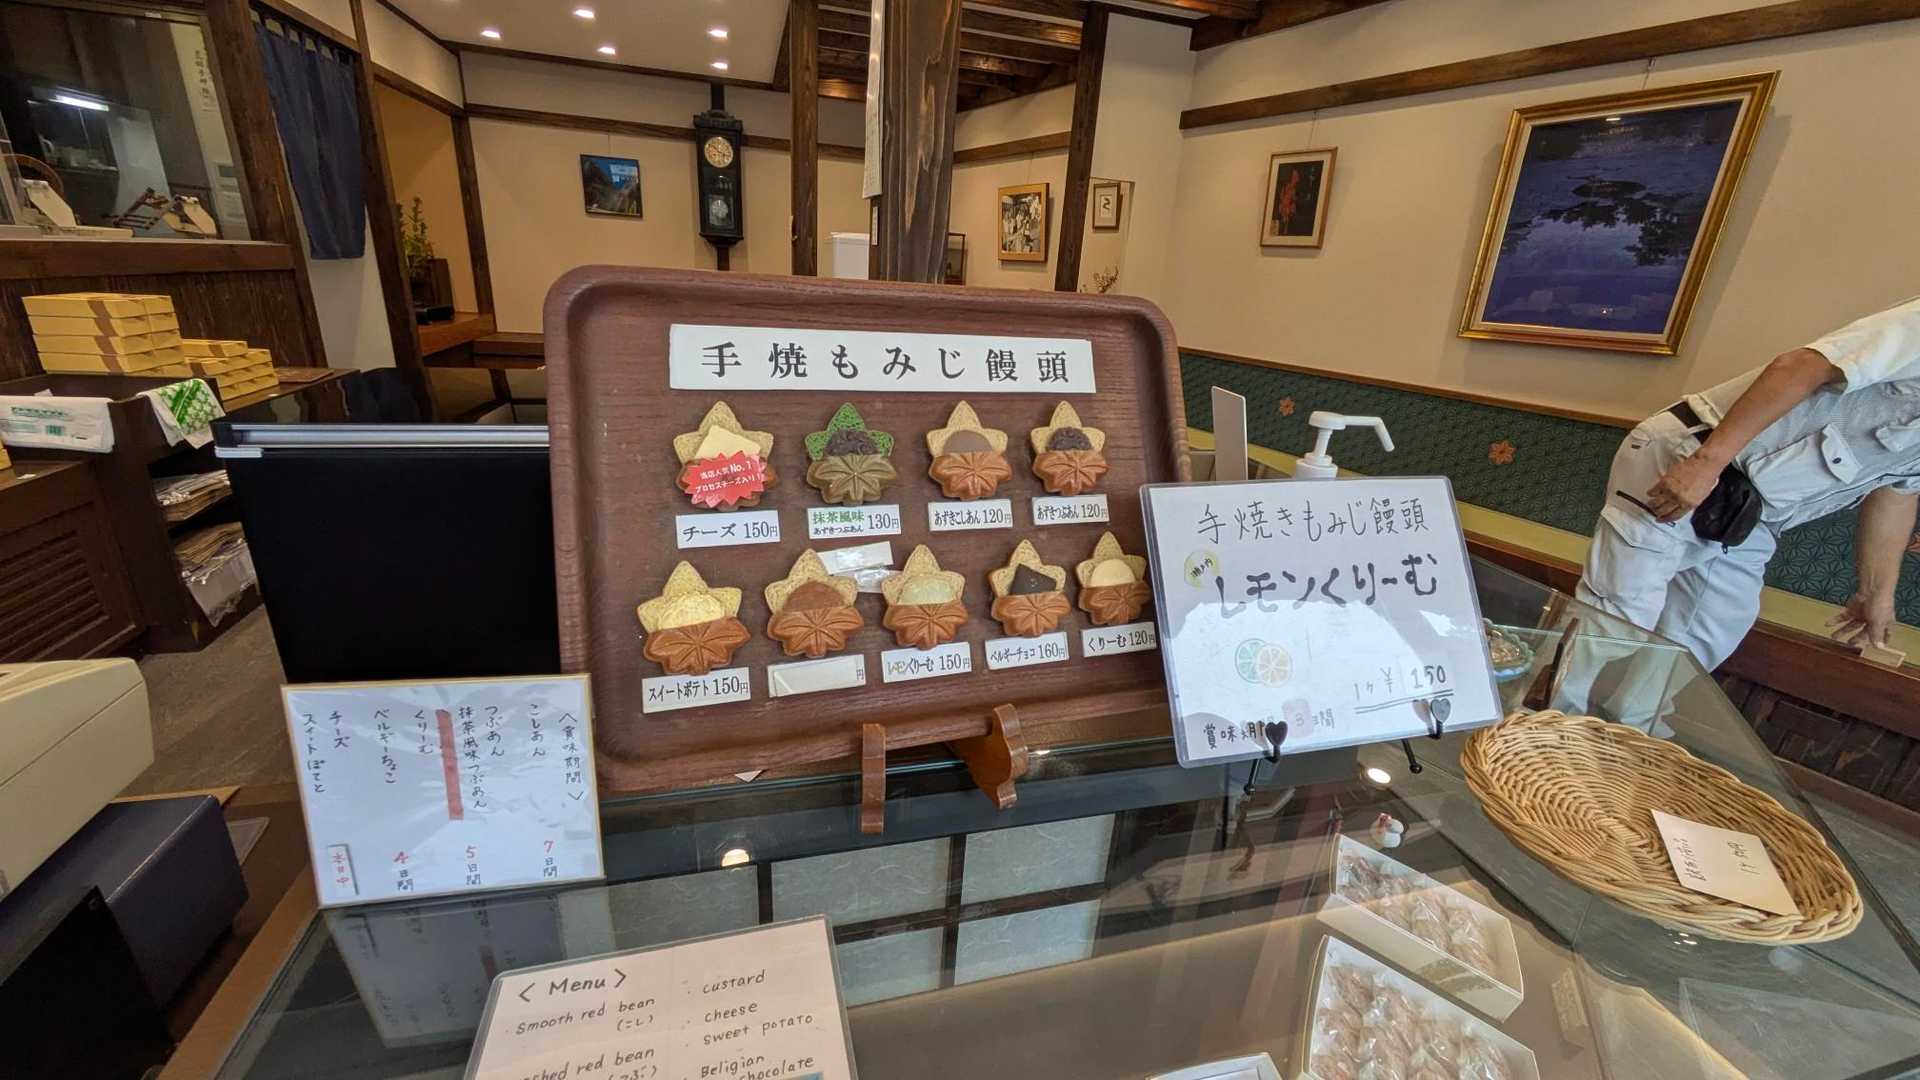 手焼もみじ饅頭
当店人気No.1
プロセスチーズ入り!
チーズ 150円
抹茶風味 130円
あずきつぶあん
あずきこしあん 120円
あずきつぶあん 120円
スイートポテト 150円
円
レモンくりーむ 150円
ベルギーチョコ 160円
くりーむ 120円
手焼きもみじ饅頭
瀬戸内
レモンくりーむ
1ヶ ¥150
賞味期間 3日間
<賞味期間>
こしあん 7日間
つぶあん
抹茶風味つぶあん 5日間
くりーむ
ベルギーちょこ 4日間
チーズ
スイートぽてと 本日中
< Menu >
smooth red bean
(こし)
red bean
(つぶ)
custard
cheese
sweet potato
Beligian
chocolate